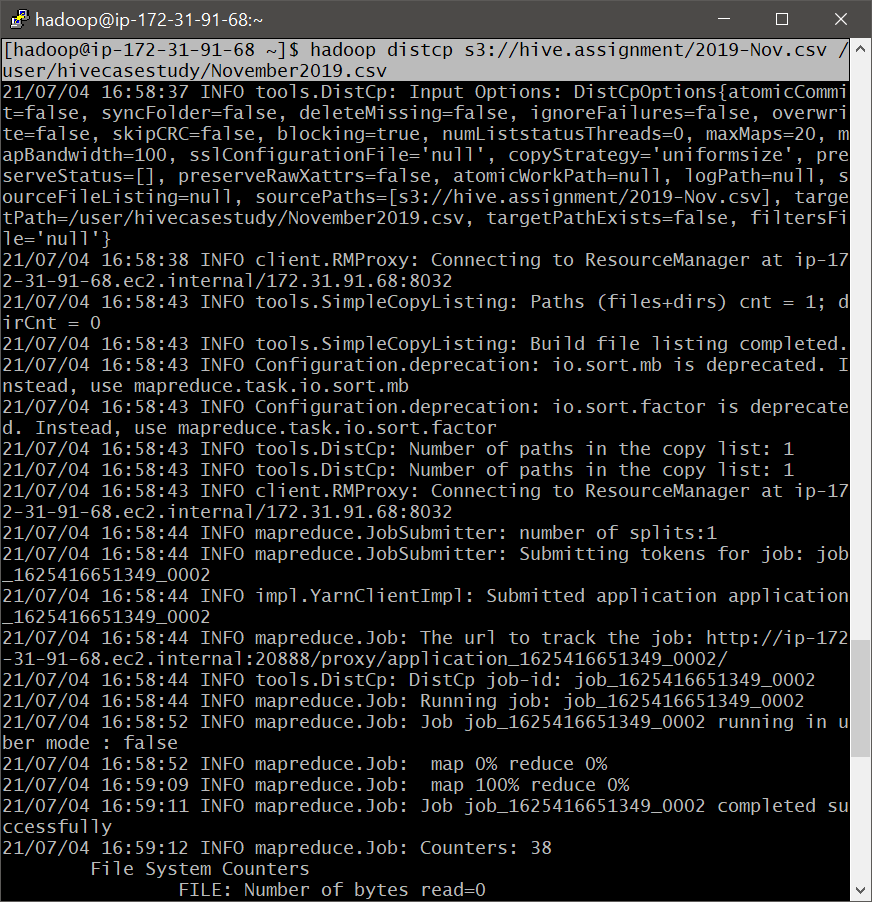 hadoop@ip-172-31-91-68:~
[hadoop@ip-172-31-91-68 ~]$ hadoop distcp s3://hive.assignment/2019-Nov.csv /
user/hivecasestudy/November2019.csv
21/07/04 16:58:37 INFO tools.DistCp: Input Options: DistCpOptions{atomicCommi
t=false, syncFolder=false, deleteMissing=false, ignoreFailures=false, overwri
te=false, skipCRC=false, blocking=true, numListstatusThreads=0, maxMaps=20, m
apBandwidth=100, sslConfigurationFile='null', copyStrategy='uniformsize', pre
serveStatus=[], preserveRawXattrs=false, atomicWorkPath=null, logPath=null, s
ourceFileListing=null, sourcePaths=[s3://hive.assignment/2019-Nov.csv], targe
tPath=/user/hivecasestudy/November2019.csv, targetPathExists=false, filtersFi
le='null'}
21/07/04 16:58:38 INFO client.RMProxy: Connecting to ResourceManager at ip-17
2-31-91-68.ec2.internal/172.31.91.68:8032
21/07/04 16:58:43 INFO tools.SimpleCopyListing: Paths (files+dirs) cnt = 1; d
irCnt = 0
21/07/04 16:58:43 INFO tools.SimpleCopyListing: Build file listing completed.
21/07/04 16:58:43 INFO Configuration.deprecation: io.sort.mb is deprecated. I
nstead, use mapreduce.task.io.sort.mb
21/07/04 16:58:43 INFO Configuration.deprecation: io.sort.factor is deprecate
d. Instead, use mapreduce.task.io.sort.factor
21/07/04 16:58:43 INFO tools.DistCp: Number of paths in the copy list: 1
21/07/04 16:58:43 INFO tools.DistCp: Number of paths in the copy list: 1
21/07/04 16:58:43 INFO client.RMProxy: Connecting to ResourceManager at ip-17
2-31-91-68.ec2.internal/172.31.91.68:8032
21/07/04 16:58:44 INFO mapreduce.JobSubmitter: number of splits:1
21/07/04 16:58:44 INFO mapreduce.JobSubmitter: Submitting tokens for job: job
_1625416651349_0002
21/07/04 16:58:44 INFO impl.YarnClientImpl: Submitted application application
_1625416651349_0002
21/07/04 16:58:44 INFO mapreduce.Job: The url to track the job: http://ip-172
-31-91-68.ec2.internal:20888/proxy/application_1625416651349_0002/
21/07/04 16:58:44 INFO tools.DistCp: DistCp job-id: job_1625416651349_0002
21/07/04 16:58:44 INFO mapreduce.Job: Running job: job_1625416651349_0002
21/07/04 16:58:52 INFO mapreduce.Job: Job job_1625416651349_0002 running in u
ber mode : false
21/07/04 16:58:52 INFO mapreduce.Job:  map 0% reduce 0%
21/07/04 16:59:09 INFO mapreduce.Job:  map 100% reduce 0%
21/07/04 16:59:11 INFO mapreduce.Job: Job job_1625416651349_0002 completed su
ccessfully
21/07/04 16:59:12 INFO mapreduce.Job: Counters: 38
File System Counters
FILE: Number of bytes read=0